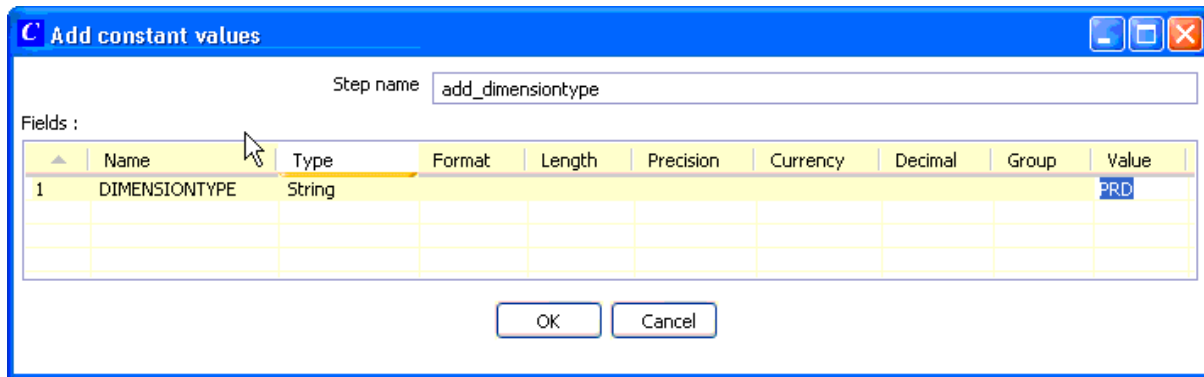 C Add constant values
Step name add_dimensiontype
Fields :
Name Type Format Length Precision Currency Decimal Group Value
1 DIMENSIONTYPE String PRD
OK Cancel